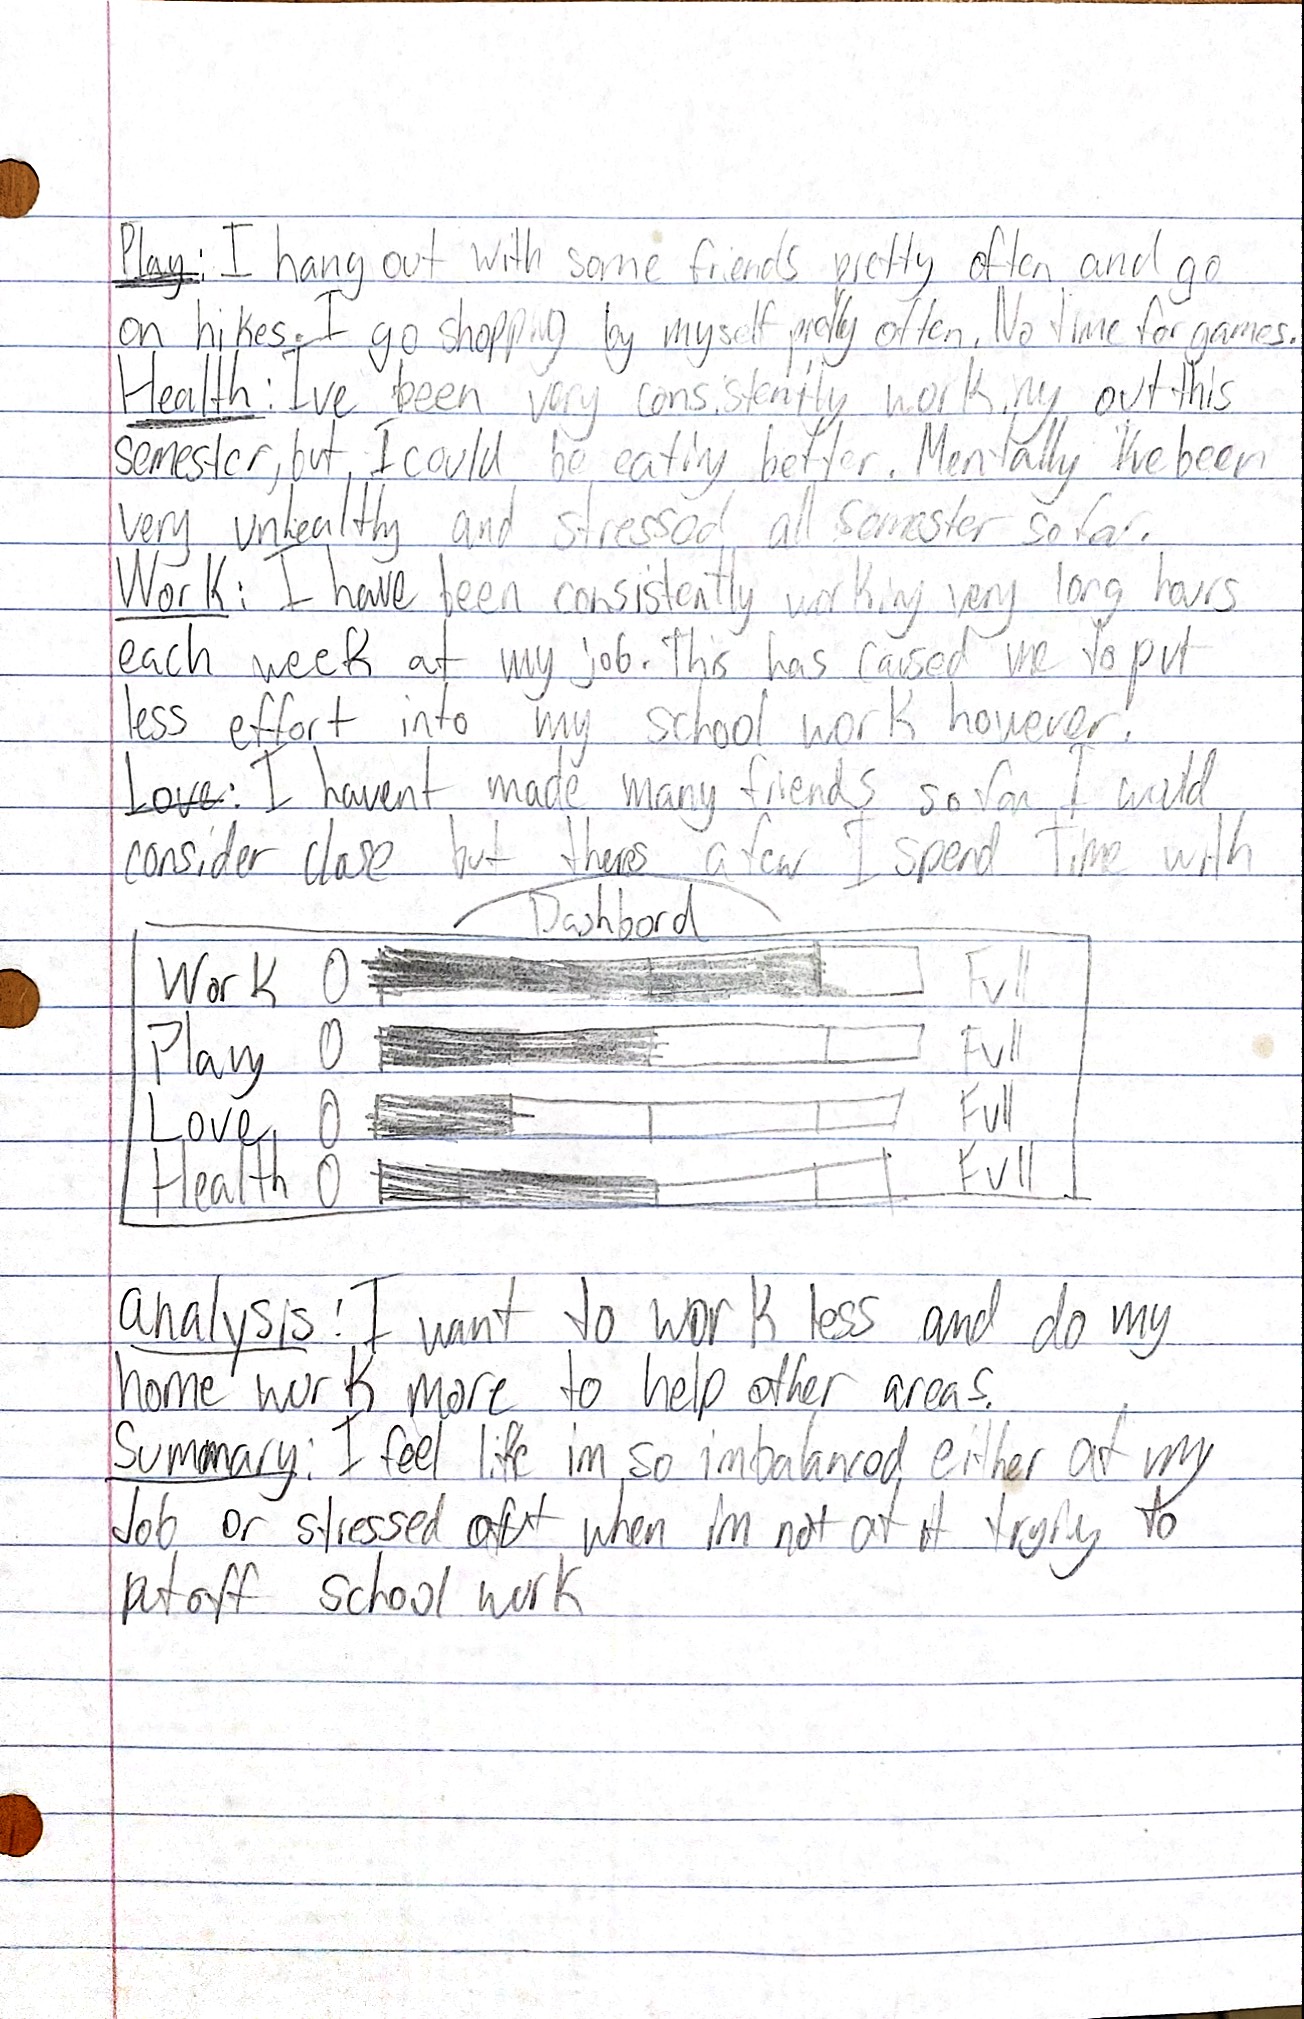 Play: I hang out with some friends pretty often and go
on hikes. I go shopping by myself pretty often. No time for games.
Health: Ive been very consistently working out this
semester, but I could be eating better. Mentally I've been
very unhealthy and stressed all semester so far.
Work: I have been consistently working very long hours
each week at my job. This has caused me to put
less effort into my school work however.
Love: I havent made many friends so far I would
consider close but theres a few I spend Time with
Dashbord
Work 0 Full
Play 0 Full
Love 0 Full
Health 0 Full
analysis: I want to work less and do my
home work more to help other areas.
Summary: I feel like im so imbalanced either at my
Job or stressed out when im not at it trying to
put off school work